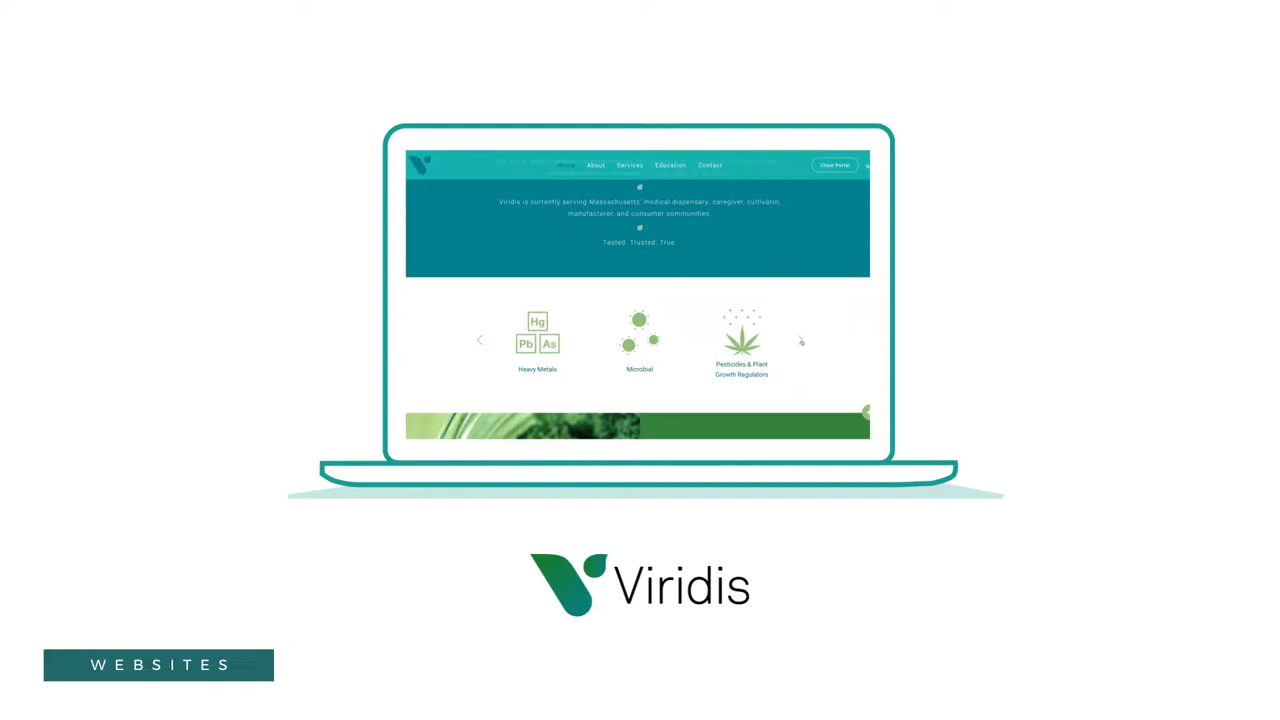 Home About Services Education Contact Client Portal
Viridis is currently serving Massachusetts' medical dispensary, caregiver, cultivator,
manufacturer, and consumer communities.
Tested. Trusted. True.
Hg
Pb As
Heavy Metals
Microbial
Pesticides & Plant
Growth Regulators
Viridis
WEBSITES